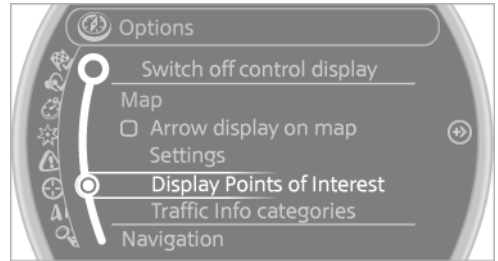 Options
Switch off control display
Map
Arrow display on map
Settings
Display Points of Interest
Traffic Info categories
Navigation